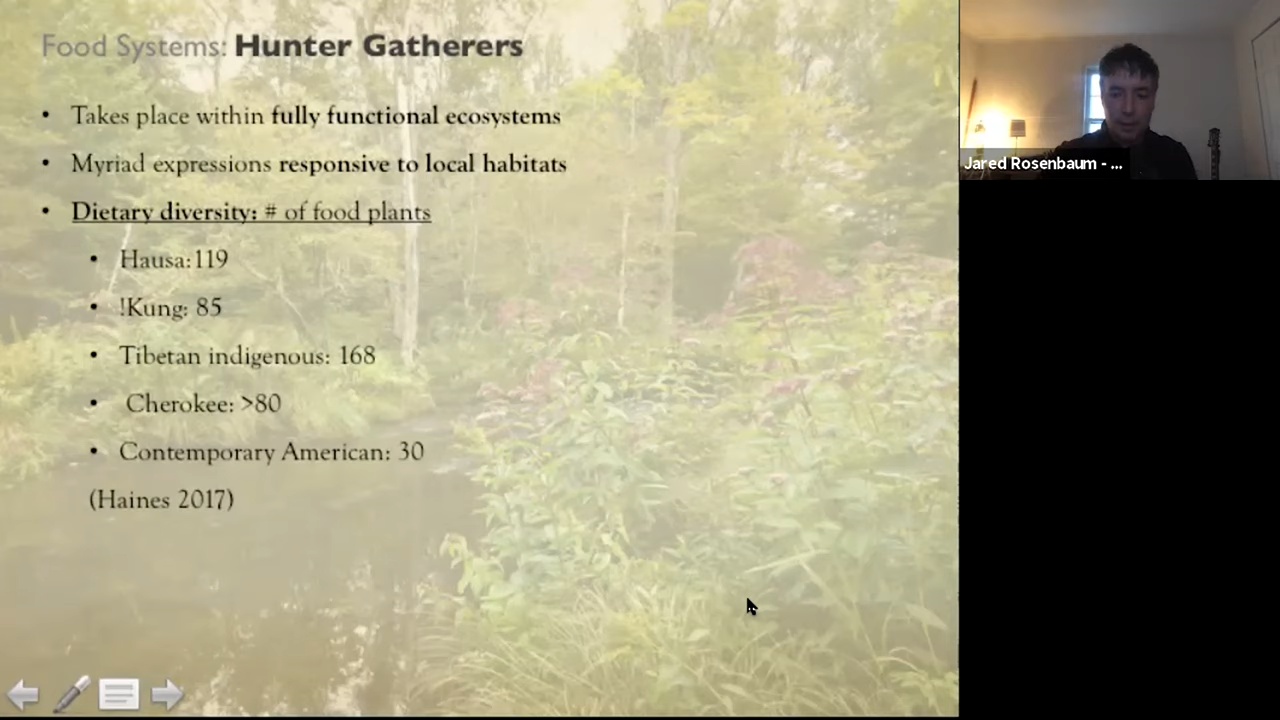 Food Systems: Hunter Gatherers
• Takes place within fully functional ecosystems
• Myriad expressions responsive to local habitats
• Dietary diversity: # of food plants
• Hausa:119
• !Kung: 85
• Tibetan indigenous: 168
• Cherokee: >80
• Contemporary American: 30
(Haines 2017)
Jared Rosenbaum - ...